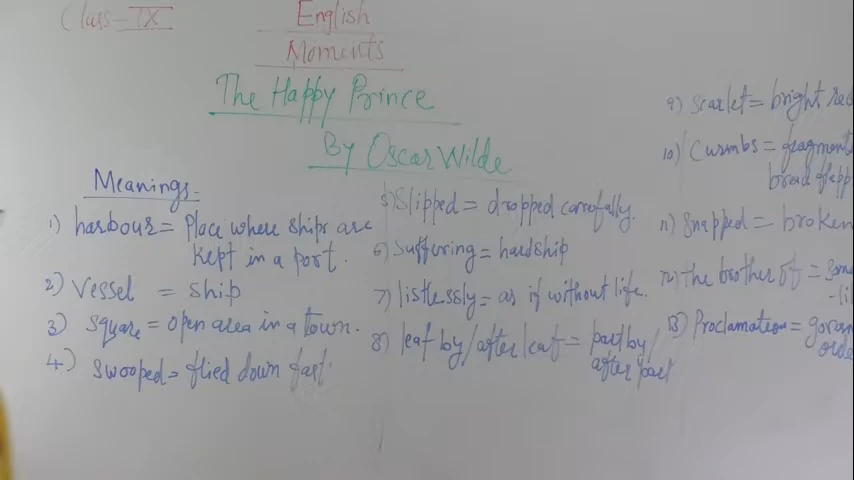 Class-IX
English
Moments
The Happy Prince
By Oscar Wilde
Meanings:
1) harbour = Place where ships are
kept in a port.
2) Vessel = ship
3) square = open area in a town.
4) swooped = flied down fast.
5) Slipped = dropped carefully.
6) Suffering = hardship
7) listlessly = as if without life.
8) leaf by/after leaf = part by/
after part
9) Scarlet = bright red
10) Curmbs = fragment
11) Snapped = broken
12) The brother of =
13) Proclamation =